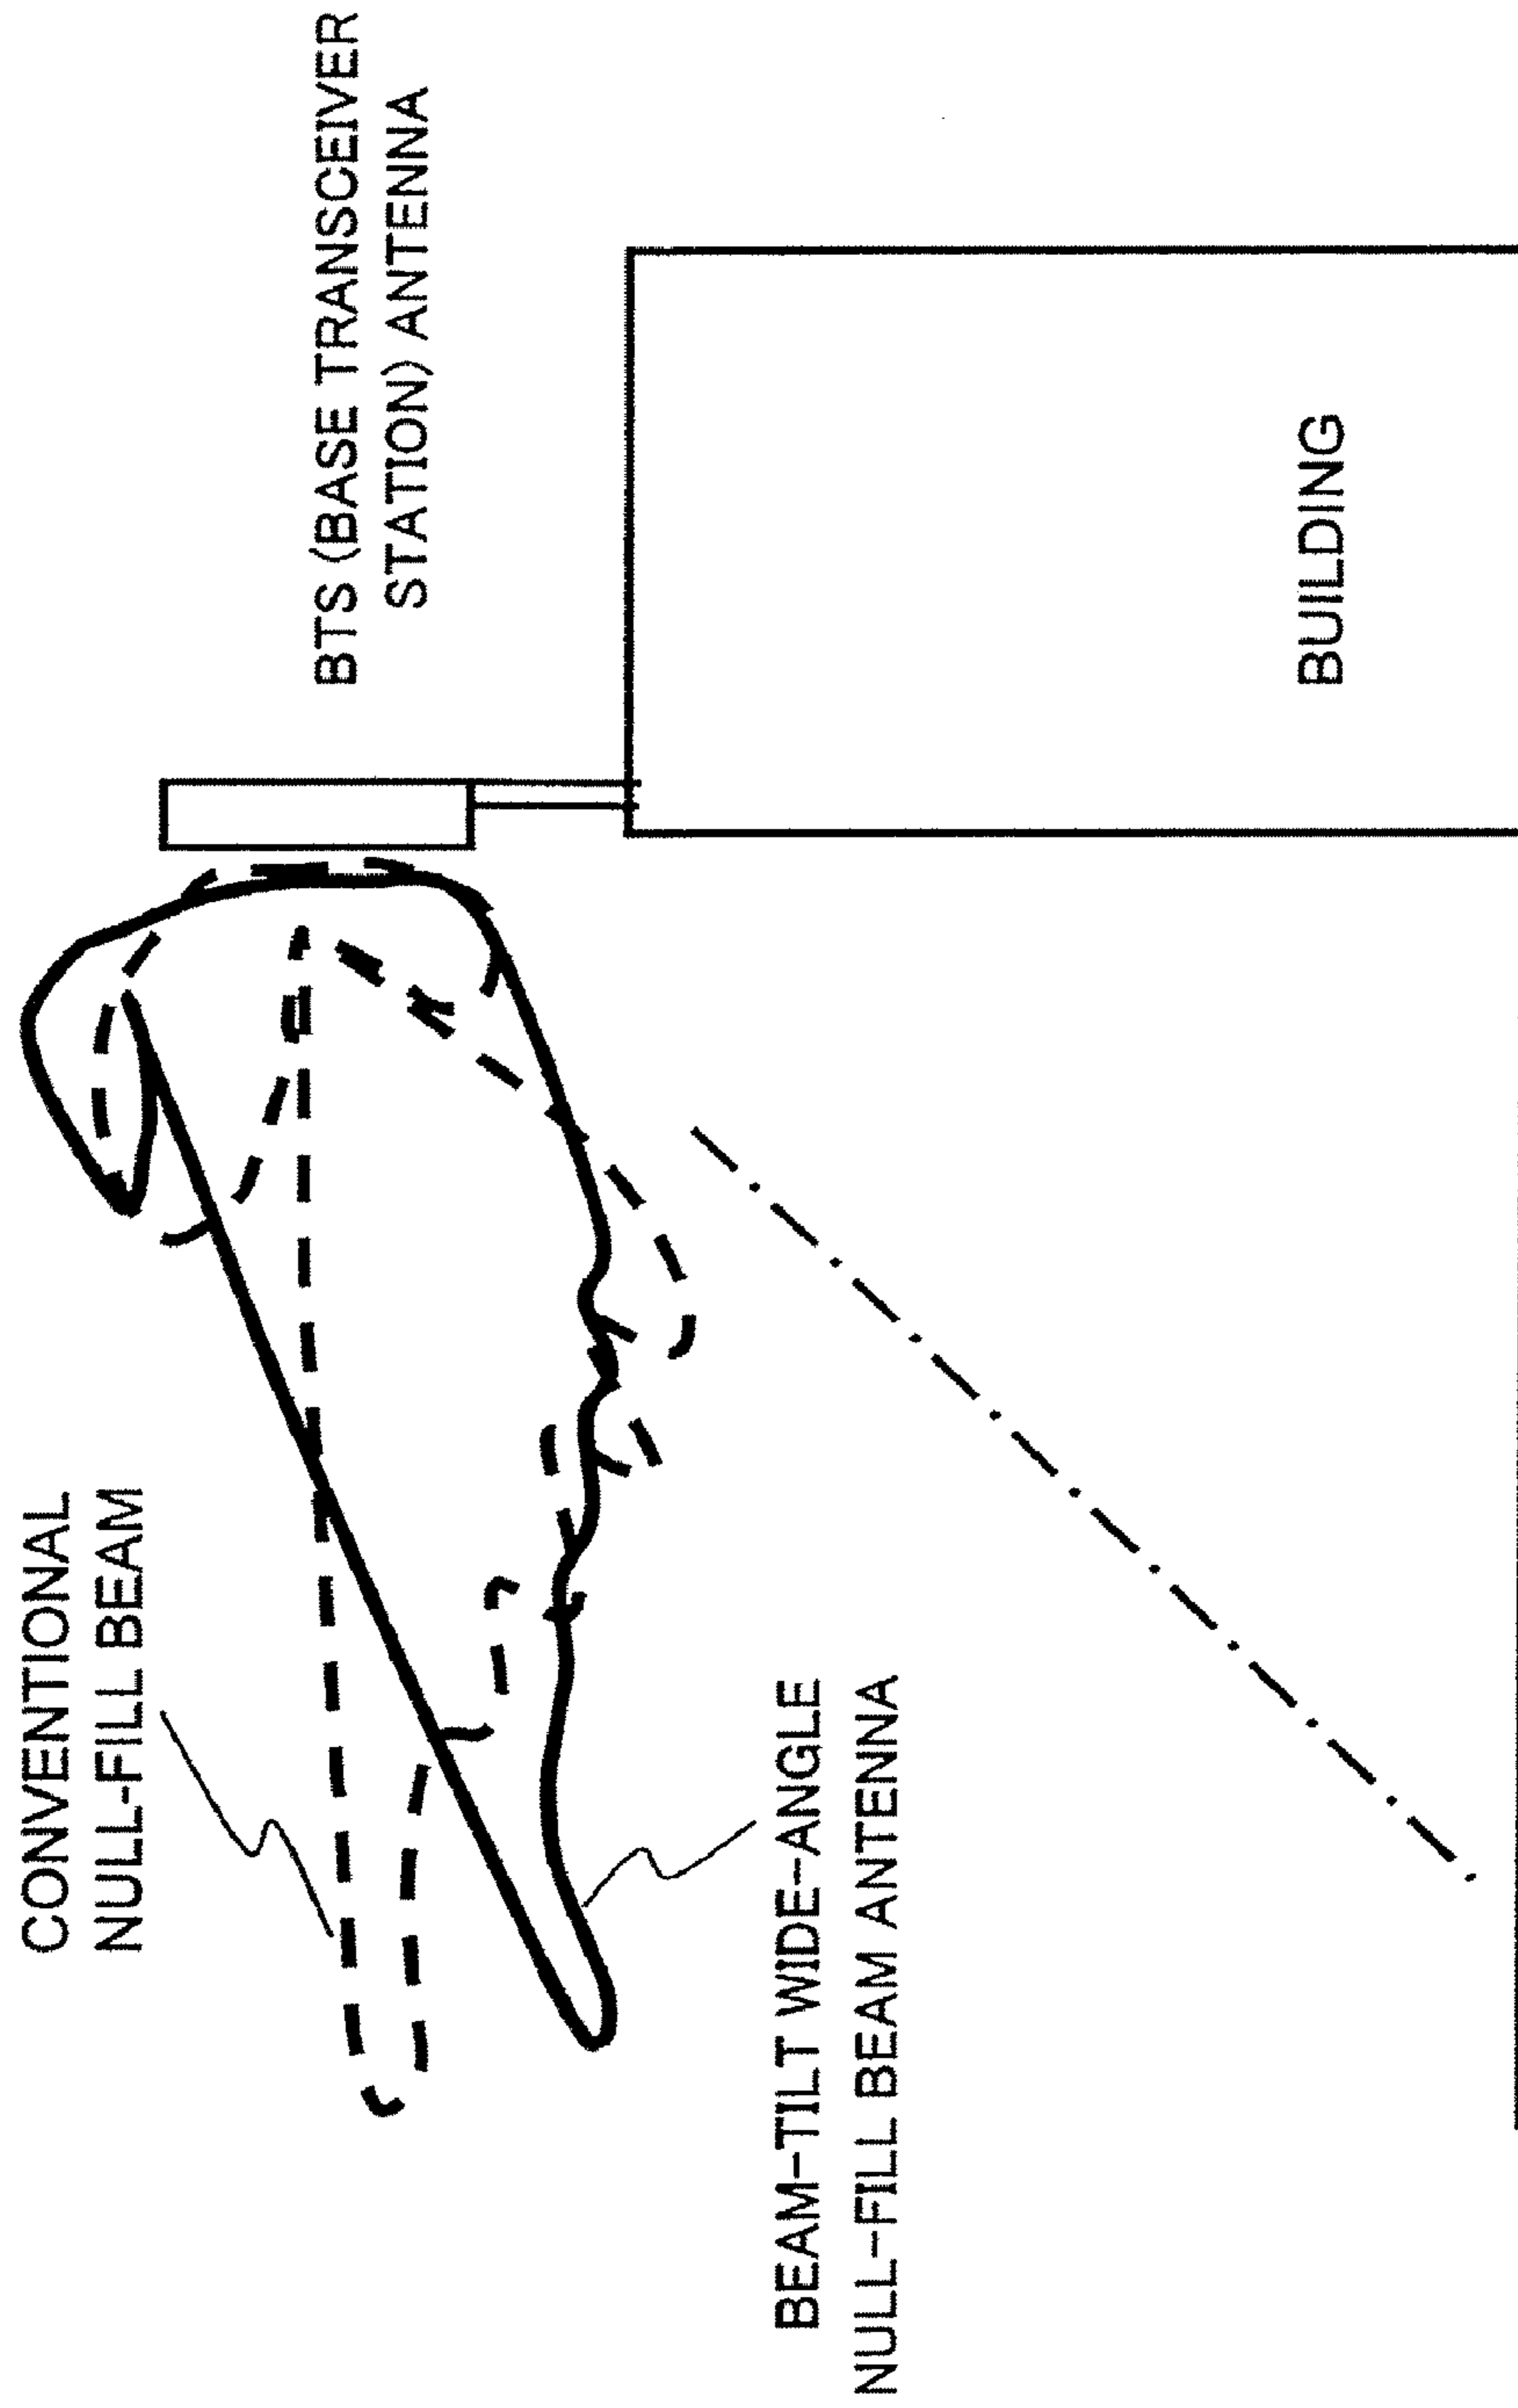 CONVENTIONAL
NULL-FILL BEAM
BTS (BASE TRANSCEIVER
STATION) ANTENNA
BEAM-TILT WIDE-ANGLE
NULL-FILL BEAM ANTENNA
BUILDING